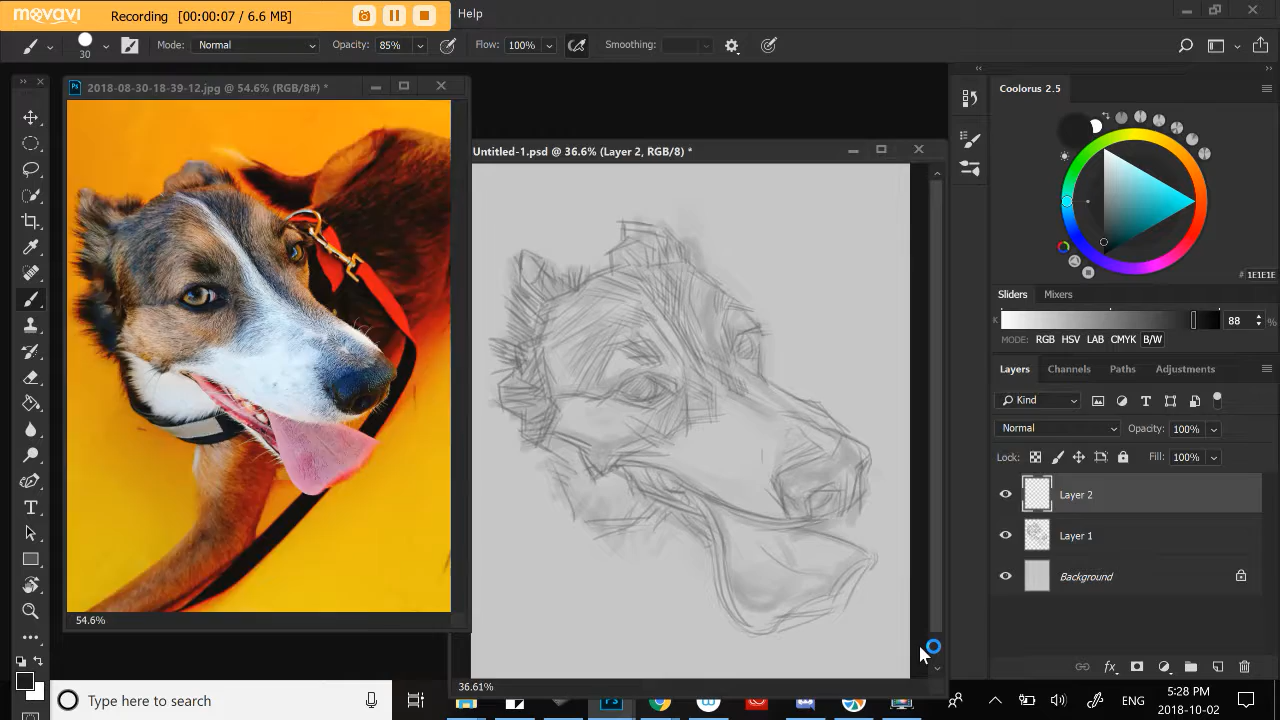 movavi Recording [00:00:07 / 6.6 MB] Help
30 Mode: Normal Opacity: 85% Flow: 100% Smoothing:
2018-08-30-18-39-12.jpg @ 54.6% (RGB/8#) *
Untitled-1.psd @ 36.6% (Layer 2, RGB/8) *
54.6%
36.61%
Coolorus 2.5
# 1E1E1E
Sliders Mixers
K 88 %
MODE: RGB HSV LAB CMYK B/W
Layers Channels Paths Adjustments
Kind
Normal Opacity: 100%
Lock: Fill: 100%
Layer 2
Layer 1
Background
fx
Type here to search
Ps
ENG
5:28 PM
2018-10-02